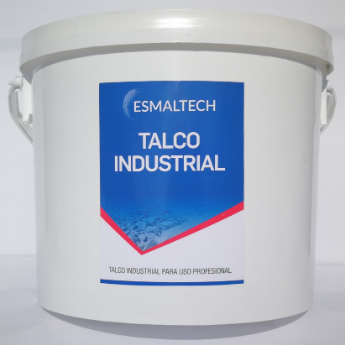 ESMALTECH
TALCO
INDUSTRIAL
TALCO INDUSTRIAL PARA USO PROFESIONAL